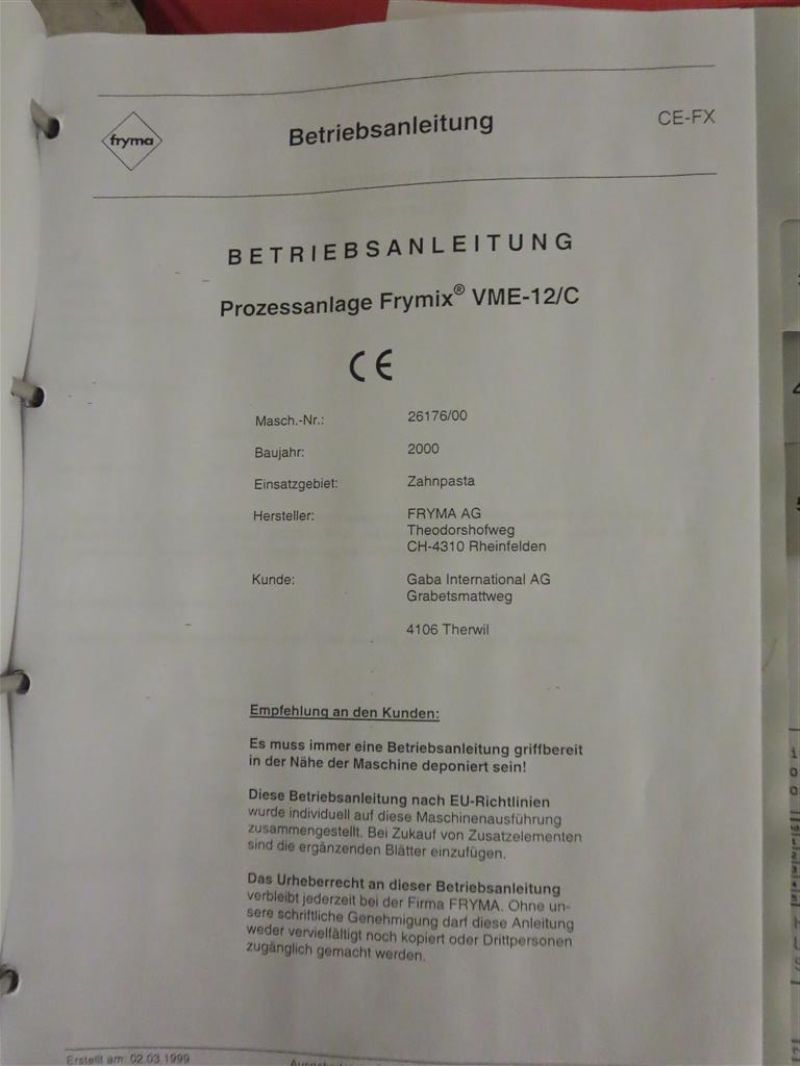 fryma
Betriebsanleitung
CE-FX
BETRIEBSANLEITUNG
Prozessanlage Frymix® VME-12/C
CE
Masch.-Nr.: 26176/00
Baujahr: 2000
Einsatzgebiet: Zahnpasta
Hersteller: FRYMA AG
Theodorshofweg
CH-4310 Rheinfelden
Kunde: Gaba International AG
Grabetsmattweg
4106 Therwil
Empfehlung an den Kunden:
Es muss immer eine Betriebsanleitung griffbereit
in der Nähe der Maschine deponiert sein!
Diese Betriebsanleitung nach EU-Richtlinien
wurde individuell auf diese Maschinenausführung
zusammengestellt. Bei Zukauf von Zusatzelementen
sind die ergänzenden Blätter einzufügen.
Das Urheberrecht an dieser Betriebsanleitung
verbleibt jederzeit bei der Firma FRYMA. Ohne un-
sere schriftliche Genehmigung darf diese Anleitung
weder vervielfältigt noch kopiert oder Drittpersonen
zugänglich gemacht werden.
Erstellt am: 02.03.1999